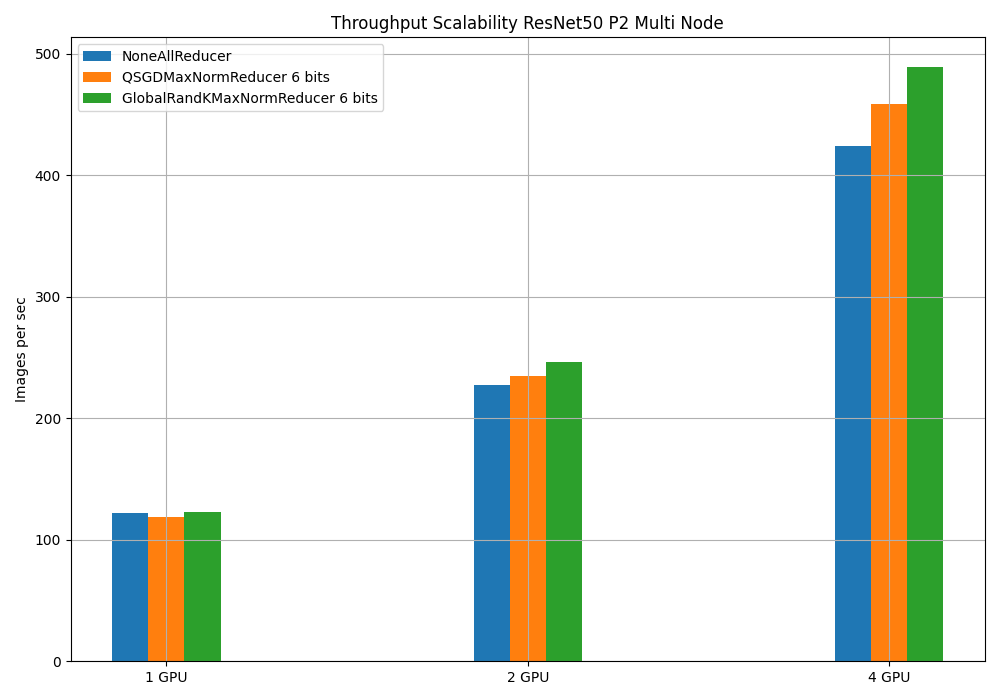 Throughput Scalability ResNet50 P2 Multi Node
NoneAllReducer
QSGDMaxNormReducer 6 bits
GlobalRandKMaxNormReducer 6 bits
Images per sec
500
400
300
200
100
0
1 GPU
2 GPU
4 GPU